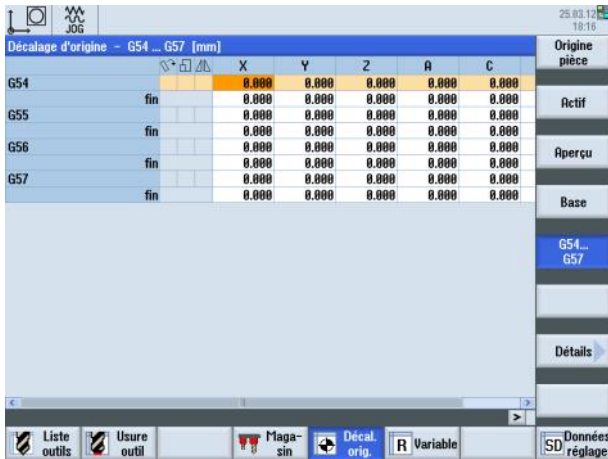 JOG
25.03.12
18:16
Décalage d'origine - G54 ... G57 [mm]
Origine pièce
X Y Z A C
G54 0.000 0.000 0.000 0.000 0.000
fin 0.000 0.000 0.000 0.000 0.000
G55 0.000 0.000 0.000 0.000 0.000
fin 0.000 0.000 0.000 0.000 0.000
G56 0.000 0.000 0.000 0.000 0.000
fin 0.000 0.000 0.000 0.000 0.000
G57 0.000 0.000 0.000 0.000 0.000
fin 0.000 0.000 0.000 0.000 0.000
Actif
Aperçu
Base
G54...
G57
Détails
>
Liste outils
Usure outil
Maga-
sin
Décal. orig.
R Variable
SD Données réglage